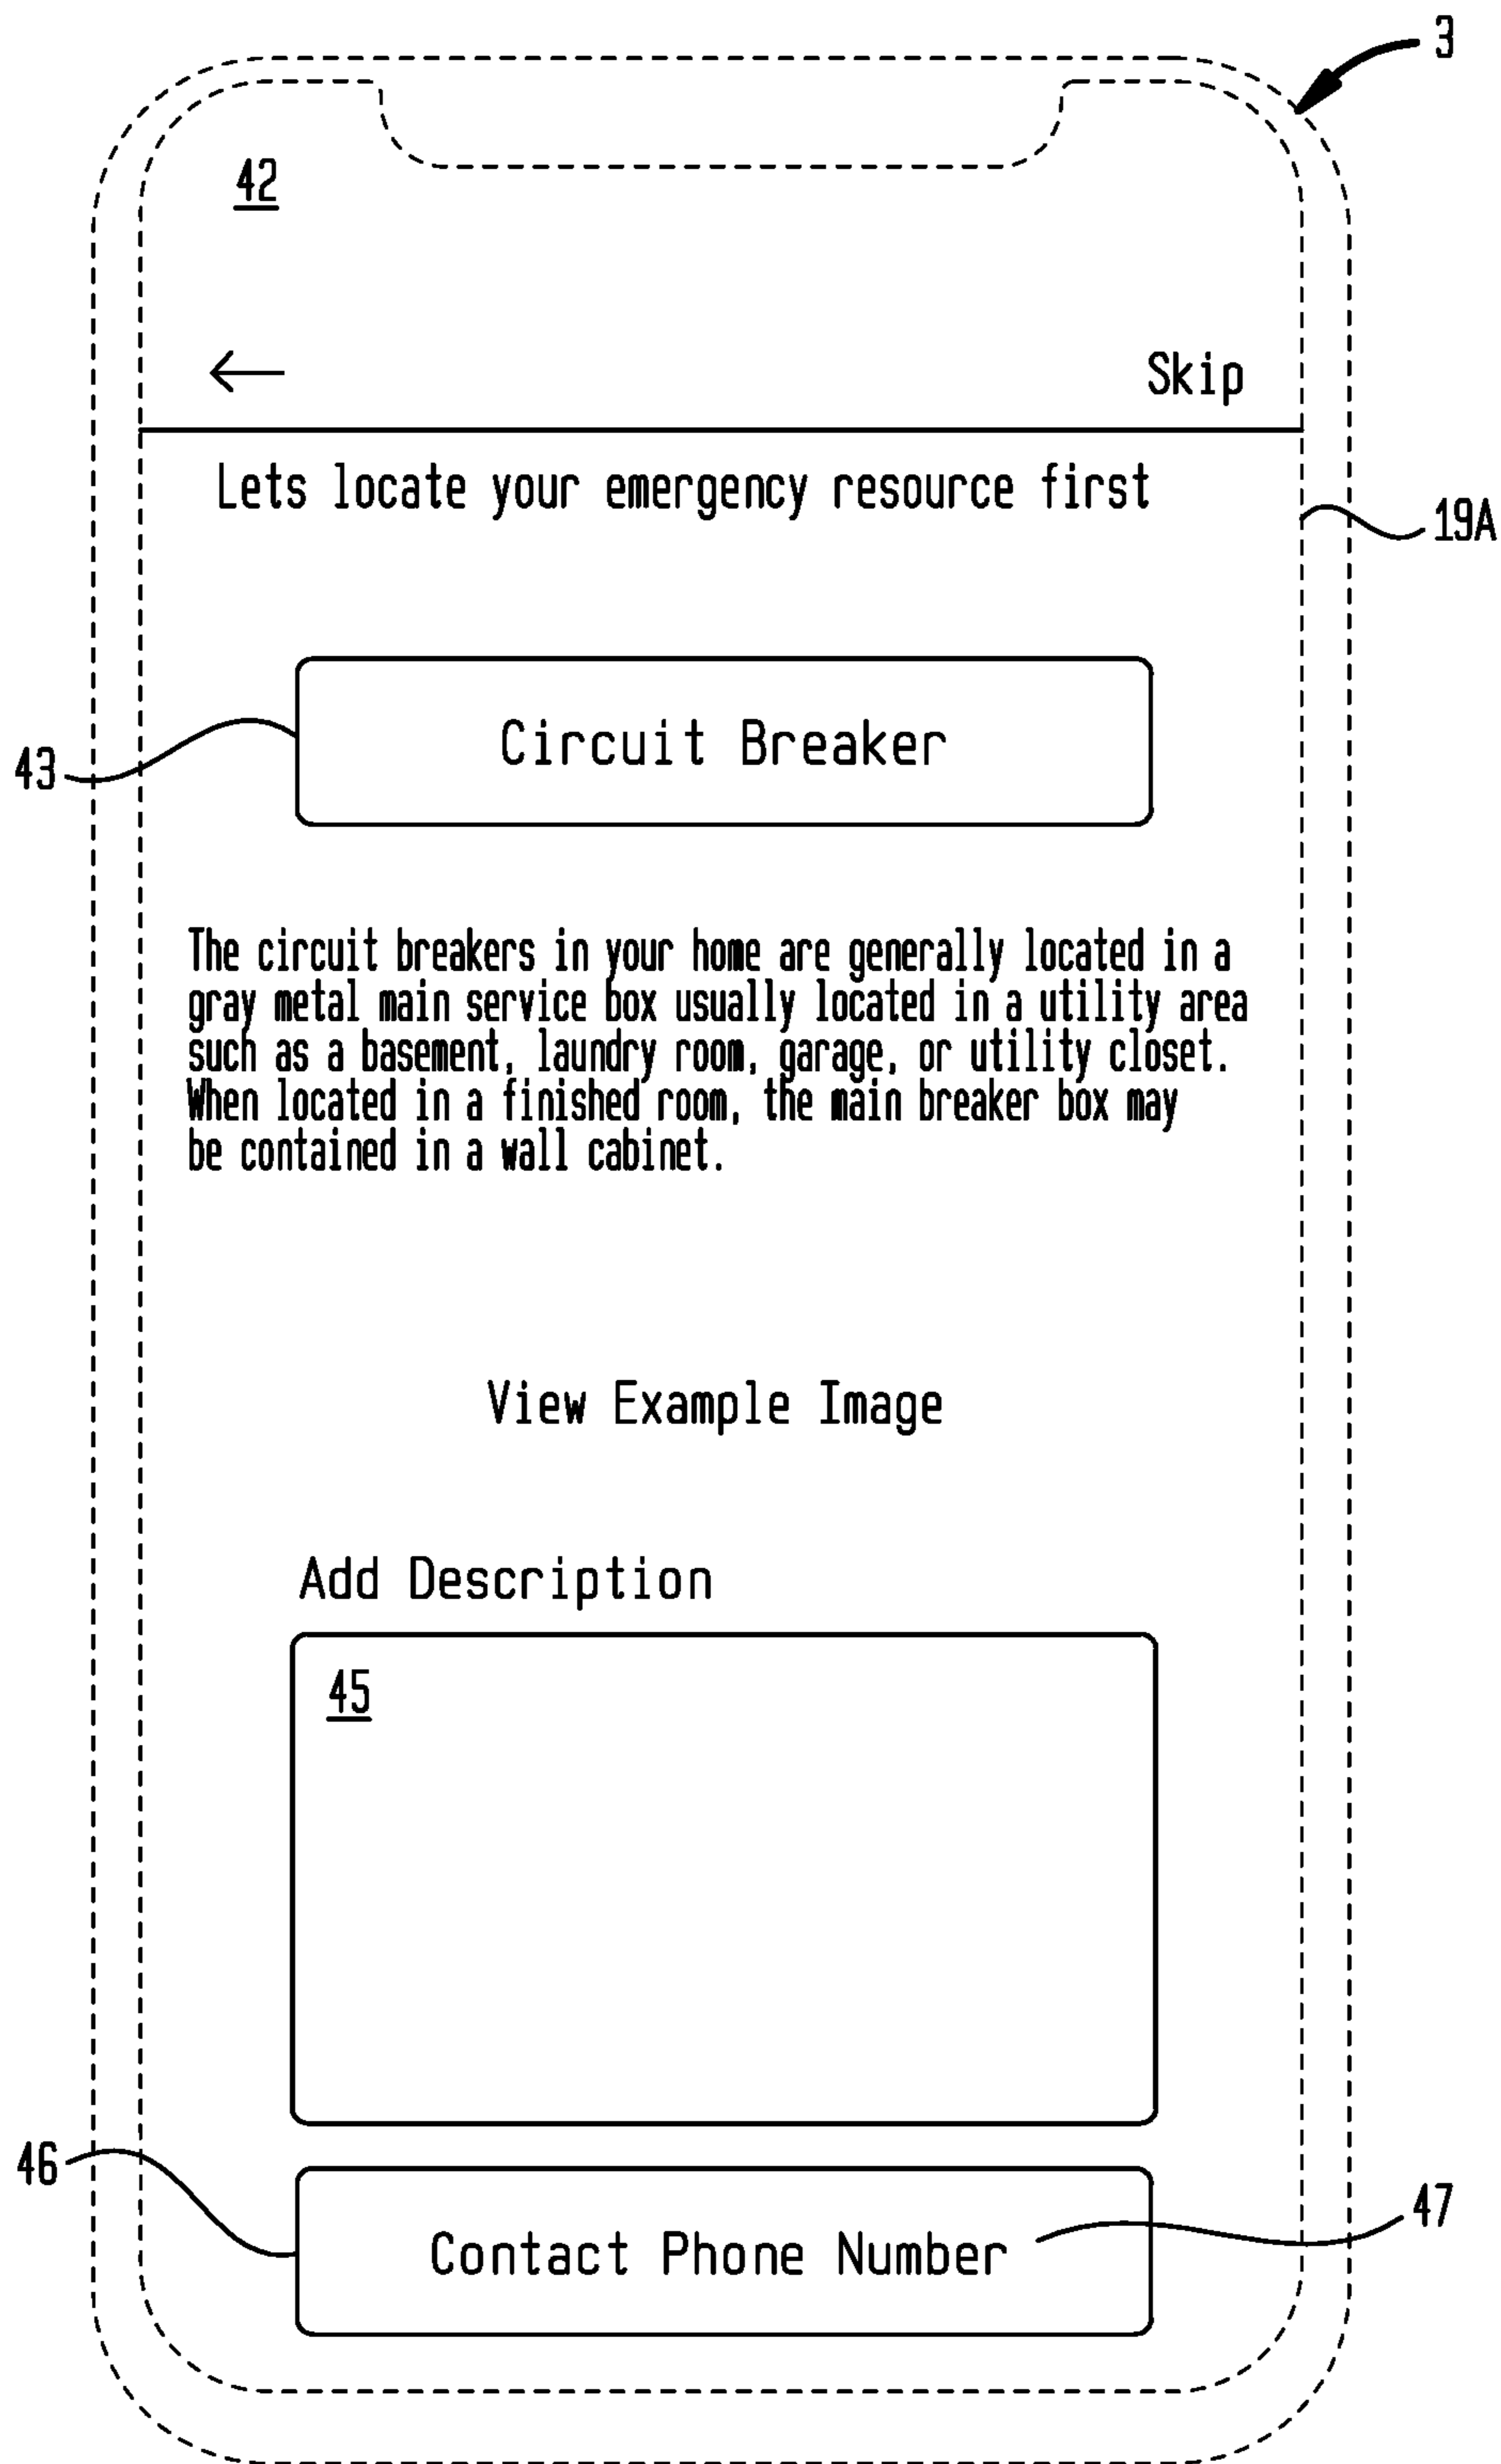 3
42
Skip
Lets locate your emergency resource first
19A
Circuit Breaker
43
The circuit breakers in your home are generally located in a
gray metal main service box usually located in a utility area
such as a basement, laundry room, garage, or utility closet.
When located in a finished room, the main breaker box may
be contained in a wall cabinet.
View Example Image
Add Description
45
46
47
Contact Phone Number